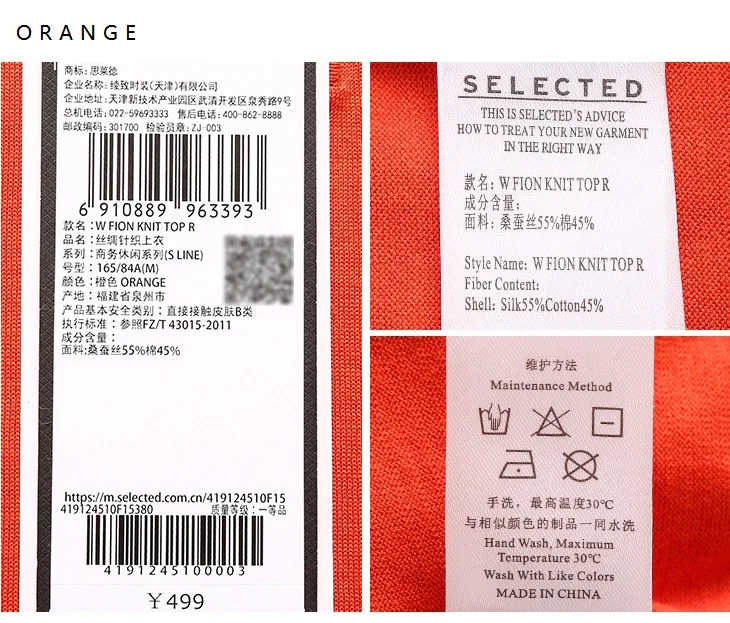 ORANGE
商标: 思莱德
企业名称: 绫致时装(天津)有限公司
企业地址: 天津新技术产业园区武清开发区泉秀路9号
总机电话: 022-59693333 售后电话: 400-862-8888
邮政编码: 301700 检验员章: ZJ-003
6 910889 963393
款名: W FION KNIT TOP R
品名: 丝绸针织上衣
系列: 商务休闲系列(S LINE)
号型: 165/84A(M)
颜色: 橙色 ORANGE
产地: 福建省泉州市
产品基本安全类别: 直接接触皮肤B类
执行标准: 参照FZ/T 43015-2011
成分含量:
面料:桑蚕丝55%棉45%
https://m.selected.com.cn/419124510F15
419124510F15380 质量等级: 一等品
4191245100003
￥499
SELECTED
THIS IS SELECTED'S ADVICE
HOW TO TREAT YOUR NEW GARMENT
IN THE RIGHT WAY
款名: W FION KNIT TOP R
成分含量:
面料: 桑蚕丝55%棉45%
Style Name: W FION KNIT TOP R
Fiber Content:
Shell: Silk55%Cotton45%
维护方法
Maintenance Method
手洗，最高温度30℃
与相似颜色的制品一同水洗
Hand Wash, Maximum
Temperature 30℃
Wash With Like Colors
MADE IN CHINA